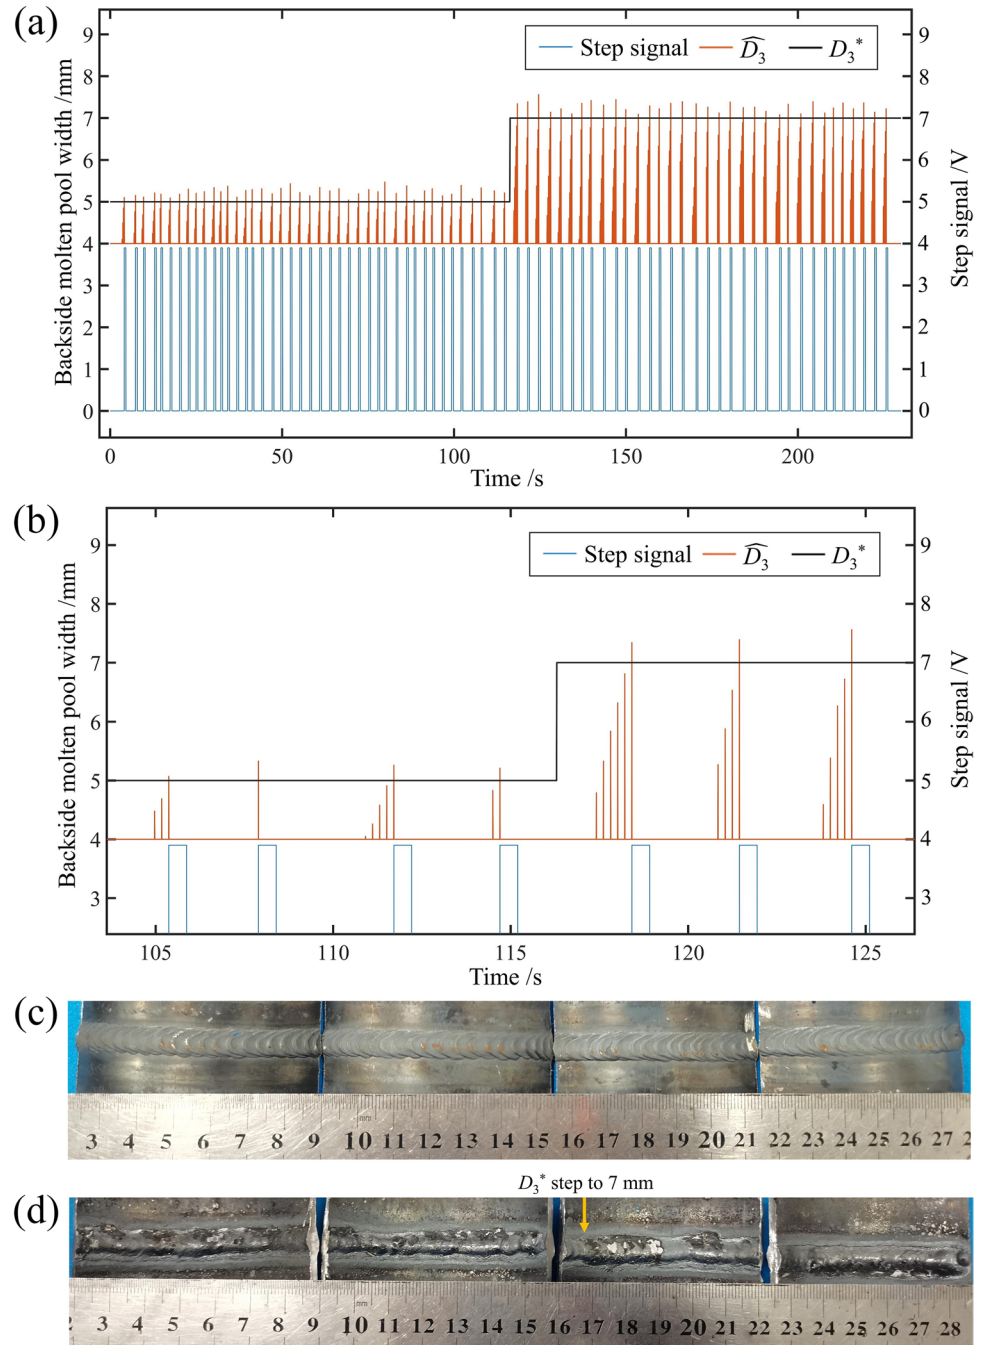 (a)
Step signal D̂₃ D₃*
Backside molten pool width /mm
9
8
7
6
5
4
3
2
1
0
9
8
7
6
5
4
3
2
1
0
Step signal /V
0 50 100 150 200
Time /s
(b)
Step signal D̂₃ D₃*
Backside molten pool width /mm
9
8
7
6
5
4
3
9
8
7
6
5
4
3
Step signal /V
105 110 115 120 125
Time /s
(c)
mm
3 4 5 6 7 8 9 10 11 12 13 14 15 16 17 18 19 20 21 22 23 24 25 26 27 2
D₃* step to 7 mm
(d)
mm
2 3 4 5 6 7 8 9 10 11 12 13 14 15 16 17 18 19 20 21 22 23 24 25 26 27 28